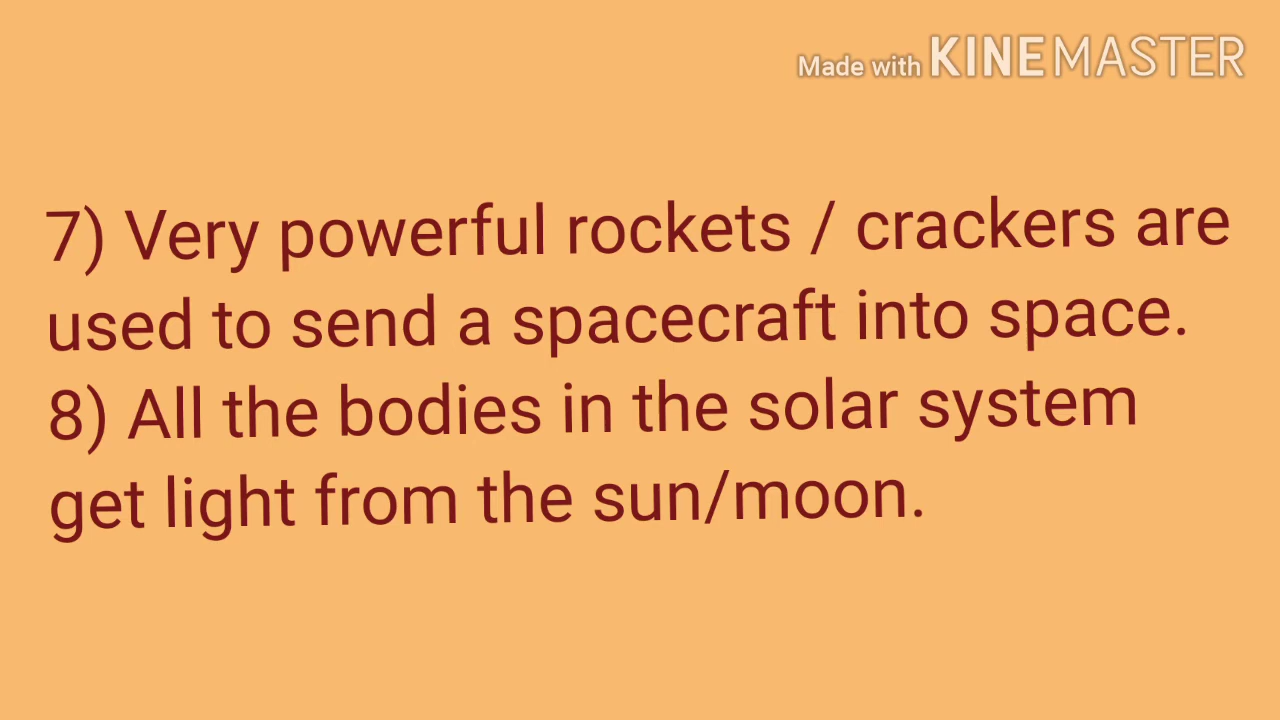 Made with KINEMASTER
7) Very powerful rockets / crackers are
used to send a spacecraft into space.
8) All the bodies in the solar system
get light from the sun/moon.